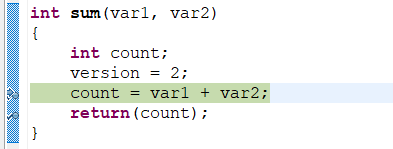 int sum(var1, var2)
{
    int count;
    version = 2;
    count = var1 + var2;
    return(count);
}